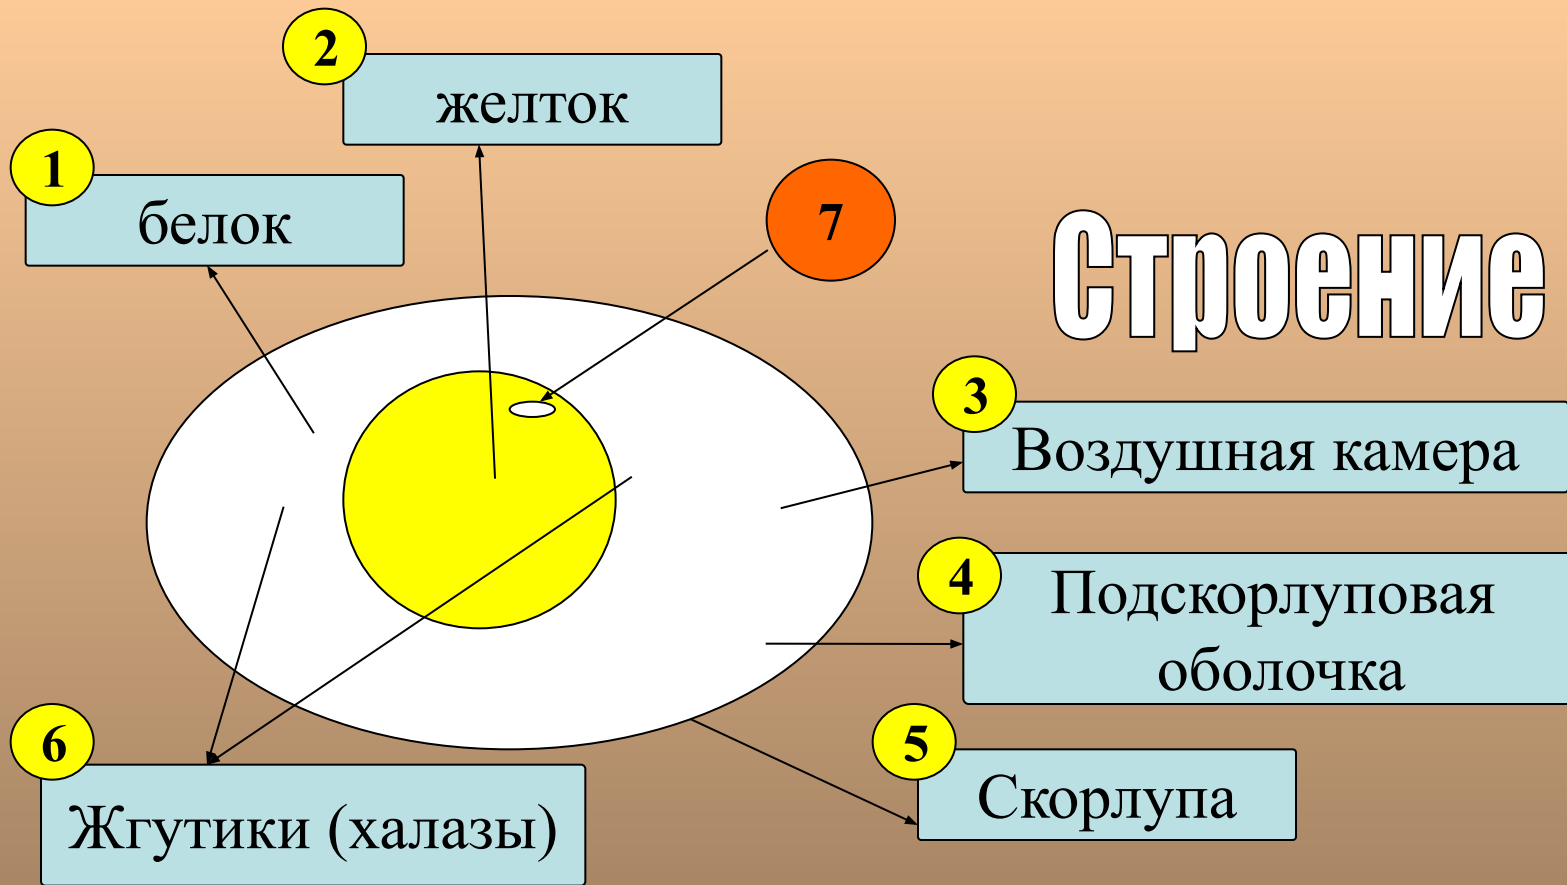 2
желток
1
белок
7
Строение
3
Воздушная камера
4
Подскорлуповая
оболочка
5
Скорлупа
6
Жгутики (халазы)